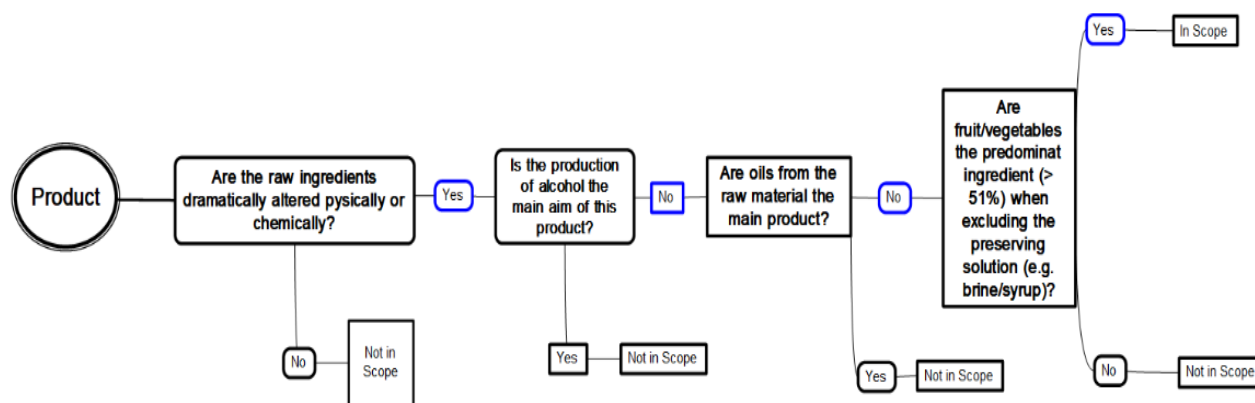 Product
Are the raw ingredients
dramatically altered pysically or
chemically?
Yes
No
Not in
Scope
Is the production
of alcohol the
main aim of this
product?
No
Yes
Not in Scope
Are oils from the
raw material the
main product?
No
Yes
Not in Scope
Are
fruit/vegetables
the predominat
ingredient (>
51%) when
excluding the
preserving
solution (e.g.
brine/syrup)?
Yes
In Scope
No
Not in Scope